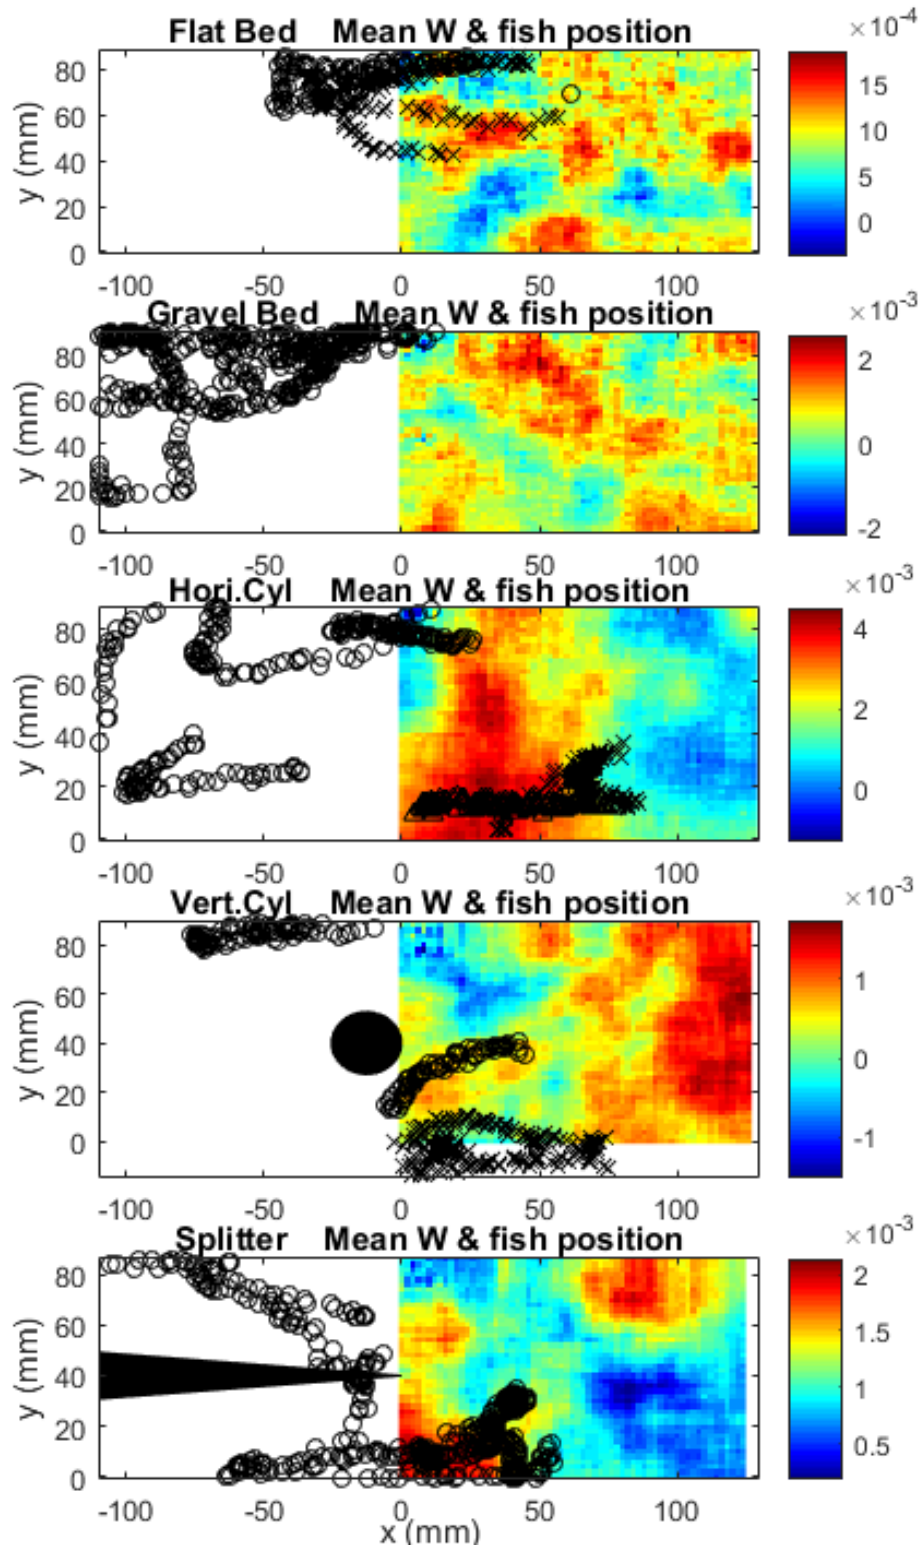 Flat Bed Mean W & fish position
×10-4
80
60
40
20
0
y (mm)
-100 -50 0 50 100
15
10
0
Gravel Bed Mean W & fish position
×10-3
80
60
40
20
0
y (mm)
-100 -50 0 50 100
2
0
-2
Hori.Cyl Mean W & fish position
×10-3
80
60
40
20
0
y (mm)
-100 -50 0 50 100
4
2
0
Vert.Cyl Mean W & fish position
×10-3
80
60
40
20
0
y (mm)
-100 -50 0 50 100
1
0
-1
Splitter Mean W & fish position
×10-3
80
60
40
20
0
y (mm)
-100 -50 0 50 100
x (mm)
2
1.5
1
0.5